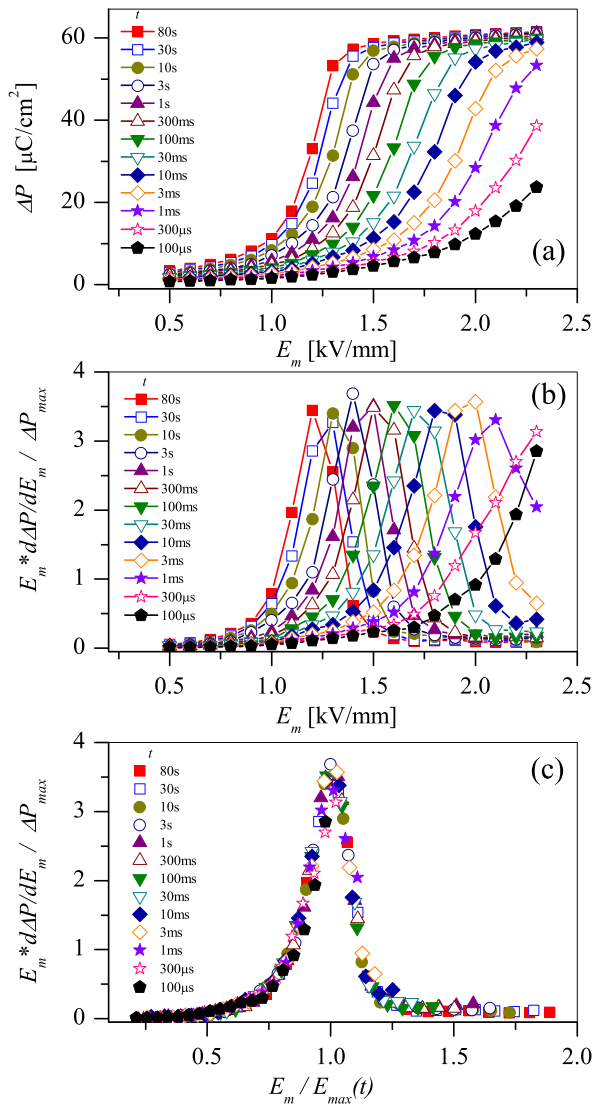 (a)
t
80s
30s
10s
3s
1s
300ms
100ms
30ms
10ms
3ms
1ms
300μs
100μs
ΔP [μC/cm²]
60
40
20
0
0.5 1.0 1.5 2.0 2.5
E_m [kV/mm]
(b)
t
80s
30s
10s
3s
1s
300ms
100ms
30ms
10ms
3ms
1ms
300μs
100μs
E_m*dΔP/dE_m / ΔP_max
4
3
2
1
0
0.5 1.0 1.5 2.0 2.5
E_m [kV/mm]
(c)
t
80s
30s
10s
3s
1s
300ms
100ms
30ms
10ms
3ms
1ms
300μs
100μs
E_m*dΔP/dE_m / ΔP_max
4
3
2
1
0
0.5 1.0 1.5 2.0
E_m / E_max(t)